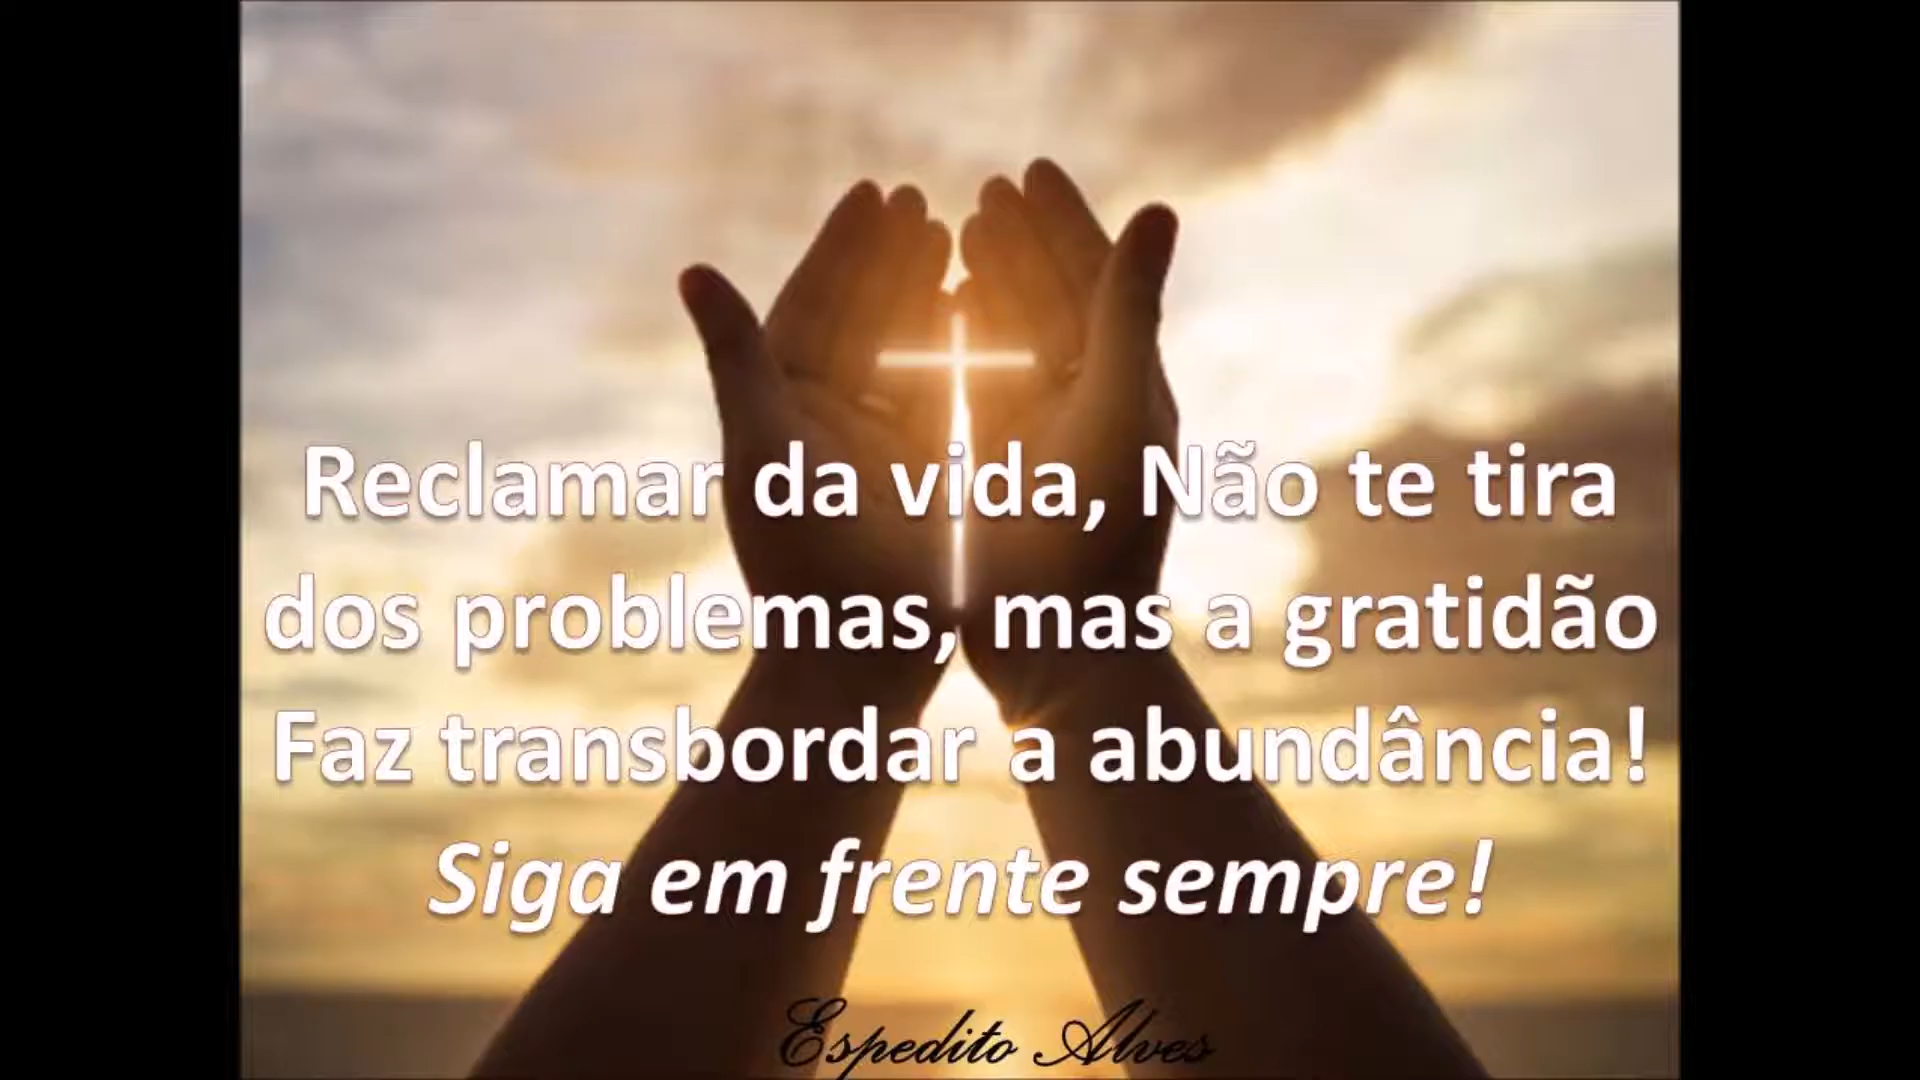 Reclamar da vida, Não te tira
dos problemas, mas a gratidão
Faz transbordar a abundância!
Siga em frente sempre!
Espedito Alves